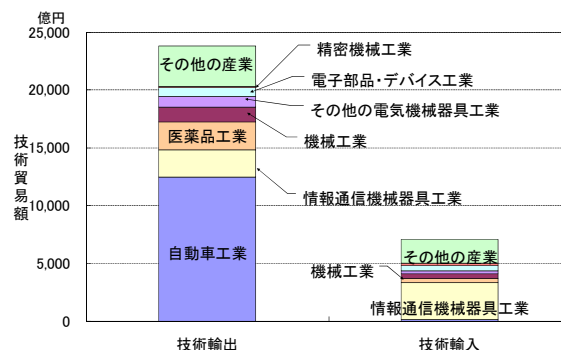 億円
25,000
20,000
15,000
10,000
5,000
0
技術貿易額
その他の産業
医薬品工業
自動車工業
精密機械工業
電子部品・デバイス工業
その他の電気機械器具工業
機械工業
情報通信機械器具工業
その他の産業
機械工業
情報通信機械器具工業
技術輸出
技術輸入